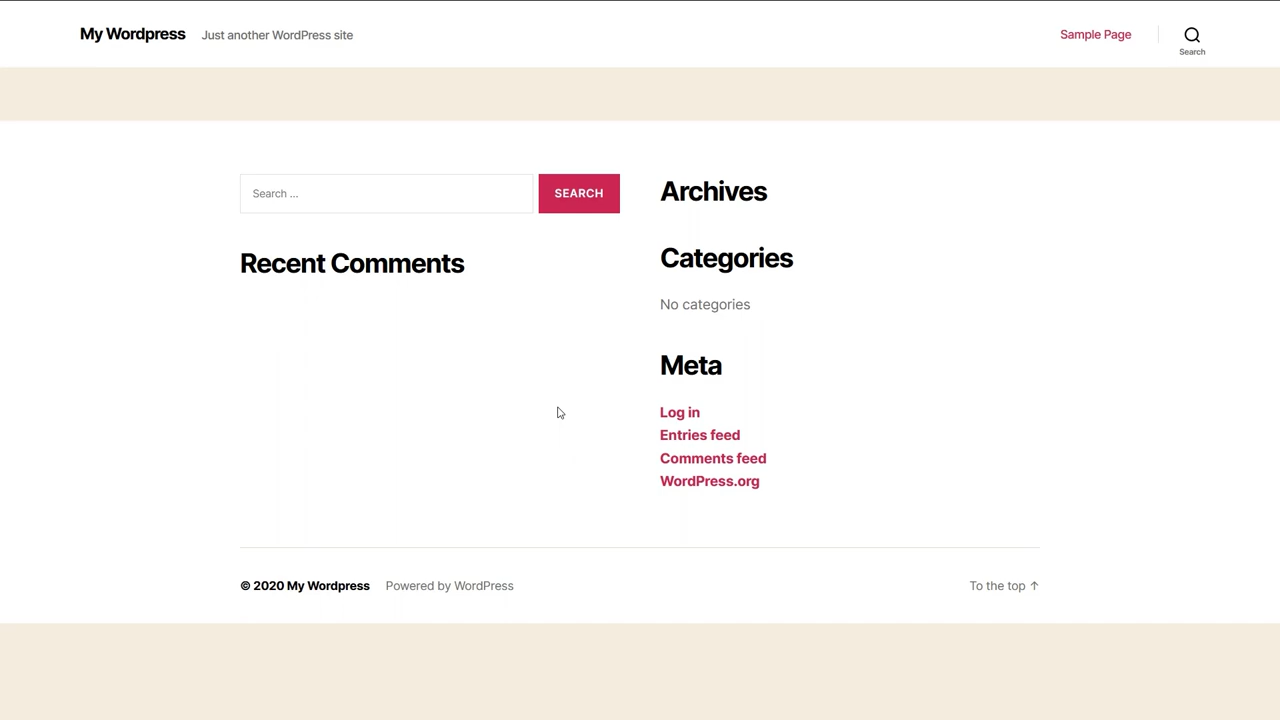 My Wordpress
Just another WordPress site
Sample Page
Search
Search ...
SEARCH
Recent Comments
Archives
Categories
No categories
Meta
Log in
Entries feed
Comments feed
WordPress.org
© 2020 My Wordpress
Powered by WordPress
To the top ↑